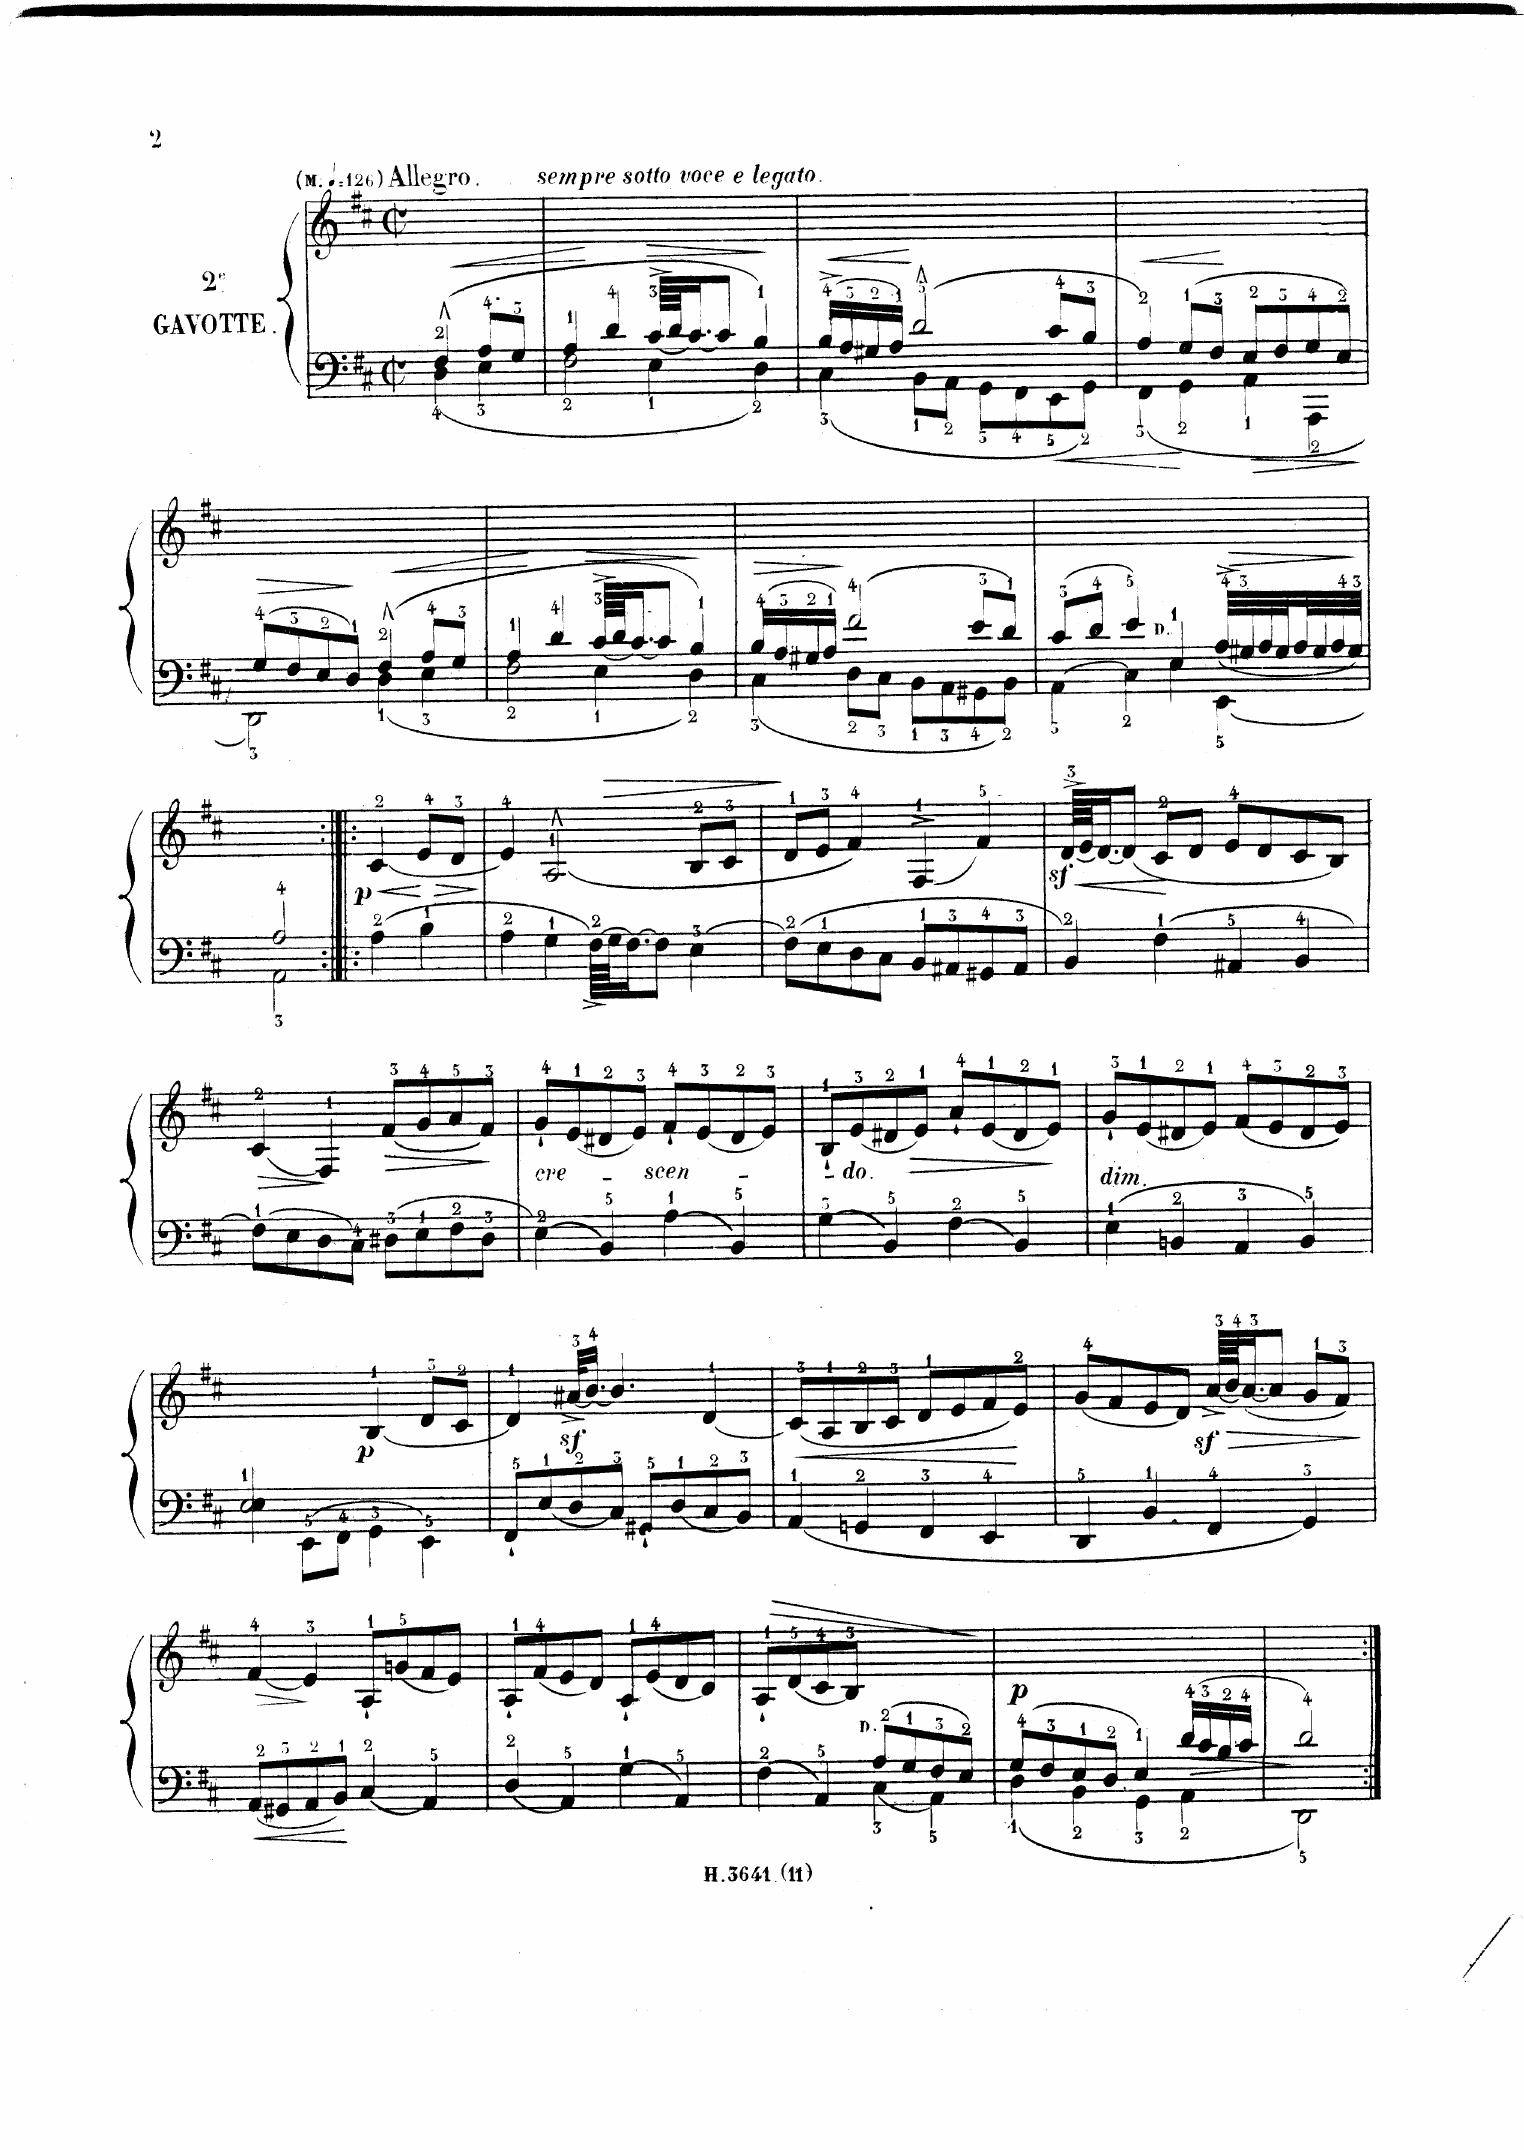 2
(M. ♩.=126) Allegro. sempre sotto voce e legato.
2e
GAVOTTE.
D.
p
sf
cre - scen - do. dim.
p sf sf
D. p
H.3641.(11)